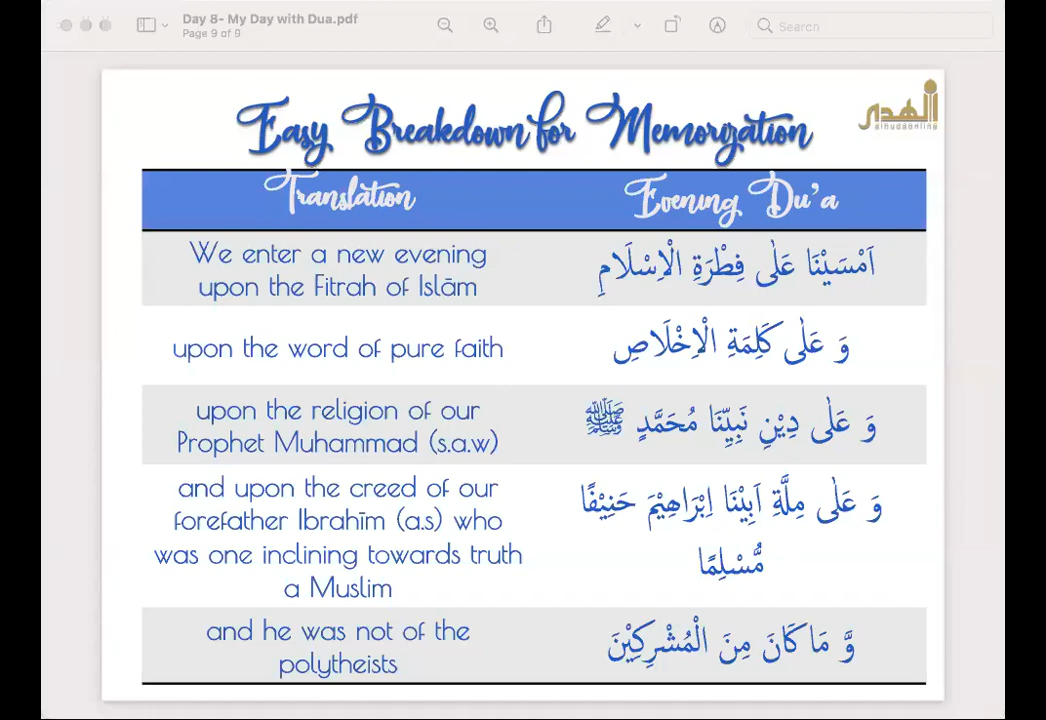 Day 8- My Day with Dua.pdf
Page 9 of 9
Search
Easy Breakdown for Memorization
الهدى
alhudaonline
Translation
Evening Du'a
We enter a new evening
upon the Fitrah of Islām
اَمْسَيْنَا عَلٰى فِطْرَةِ الْاِسْلَامِ
upon the word of pure faith
وَ عَلٰى كَلِمَةِ الْاِخْلَاصِ
upon the religion of our
Prophet Muhammad (s.a.w)
وَ عَلٰى دِيْنِ نَبِيِّنَا مُحَمَّدٍ ﷺ
and upon the creed of our
forefather Ibrahīm (a.s) who
was one inclining towards truth
a Muslim
وَ عَلٰى مِلَّةِ اَبِيْنَا اِبْرَاهِيْمَ حَنِيْفًا
مُّسْلِمًا
and he was not of the
polytheists
وَّ مَا كَانَ مِنَ الْمُشْرِكِيْنَ